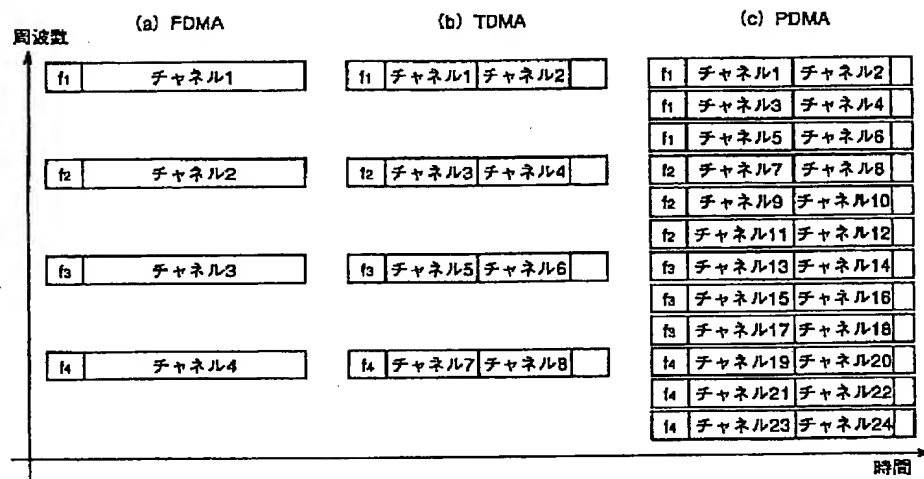 (a) FDMA
(b) TDMA
(c) PDMA
周波数
f1 チャネル1
f2 チャネル2
f3 チャネル3
f4 チャネル4
f1 チャネル1 チャネル2
f2 チャネル3 チャネル4
f3 チャネル5 チャネル6
f4 チャネル7 チャネル8
f1 チャネル1 チャネル2
f1 チャネル3 チャネル4
f1 チャネル5 チャネル6
f2 チャネル7 チャネル8
f2 チャネル9 チャネル10
f2 チャネル11 チャネル12
f3 チャネル13 チャネル14
f3 チャネル15 チャネル16
f3 チャネル17 チャネル18
f4 チャネル19 チャネル20
f4 チャネル21 チャネル22
f4 チャネル23 チャネル24
時間